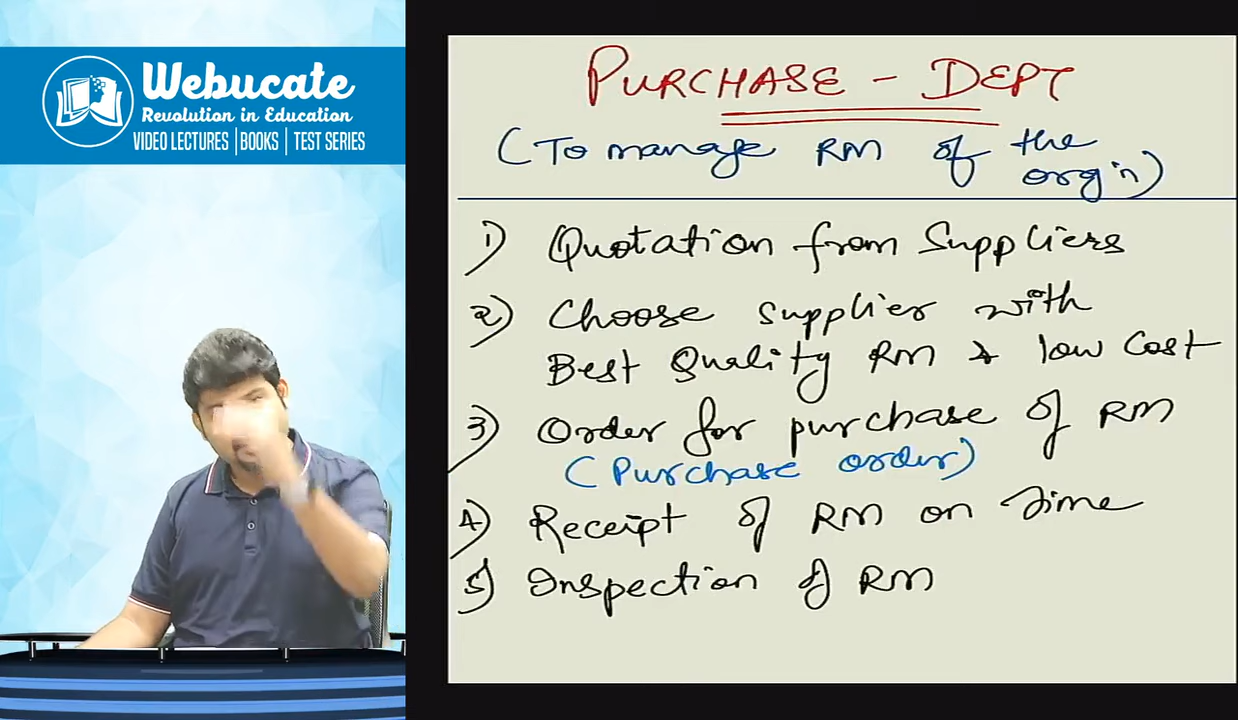 Webucate
Revolution in Education
VIDEO LECTURES | BOOKS | TEST SERIES
PURCHASE - DEPT
(To manage RM of the
orgn)
1) Quotation from Suppliers
2) Choose supplier with
Best Quality RM & low Cost
3) Order for purchase of RM
(Purchase order)
4) Receipt of RM on time
5) Inspection of RM